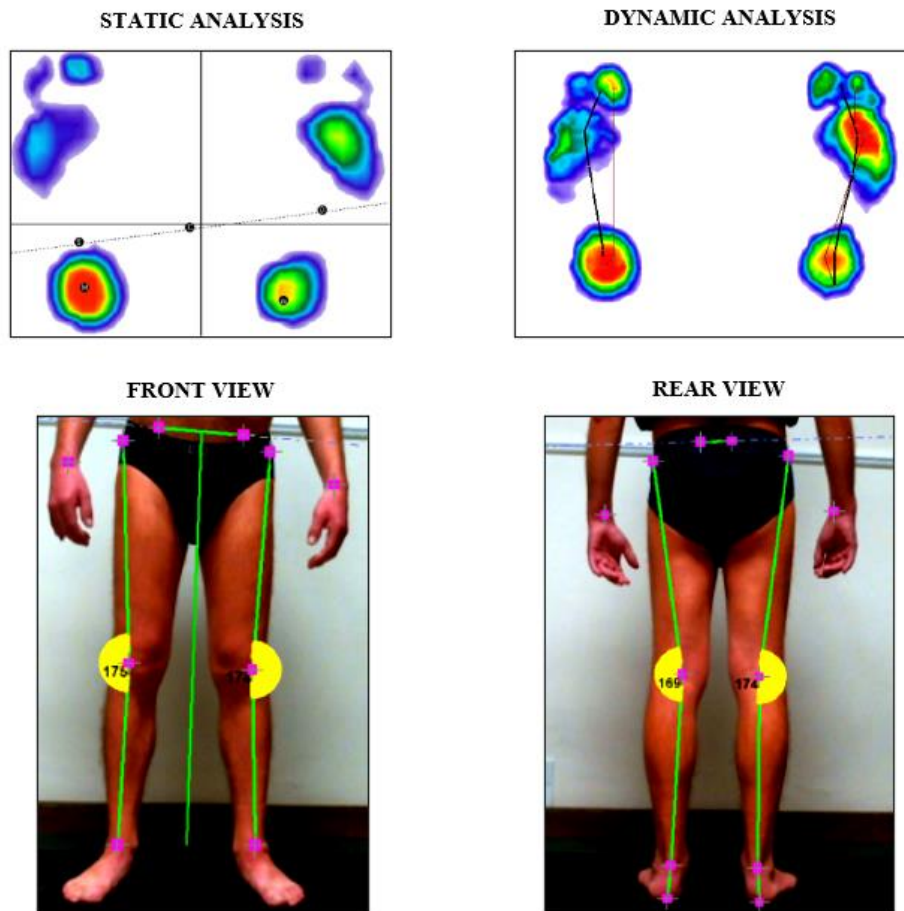 STATIC ANALYSIS
DYNAMIC ANALYSIS
FRONT VIEW
175
REAR VIEW
169
174